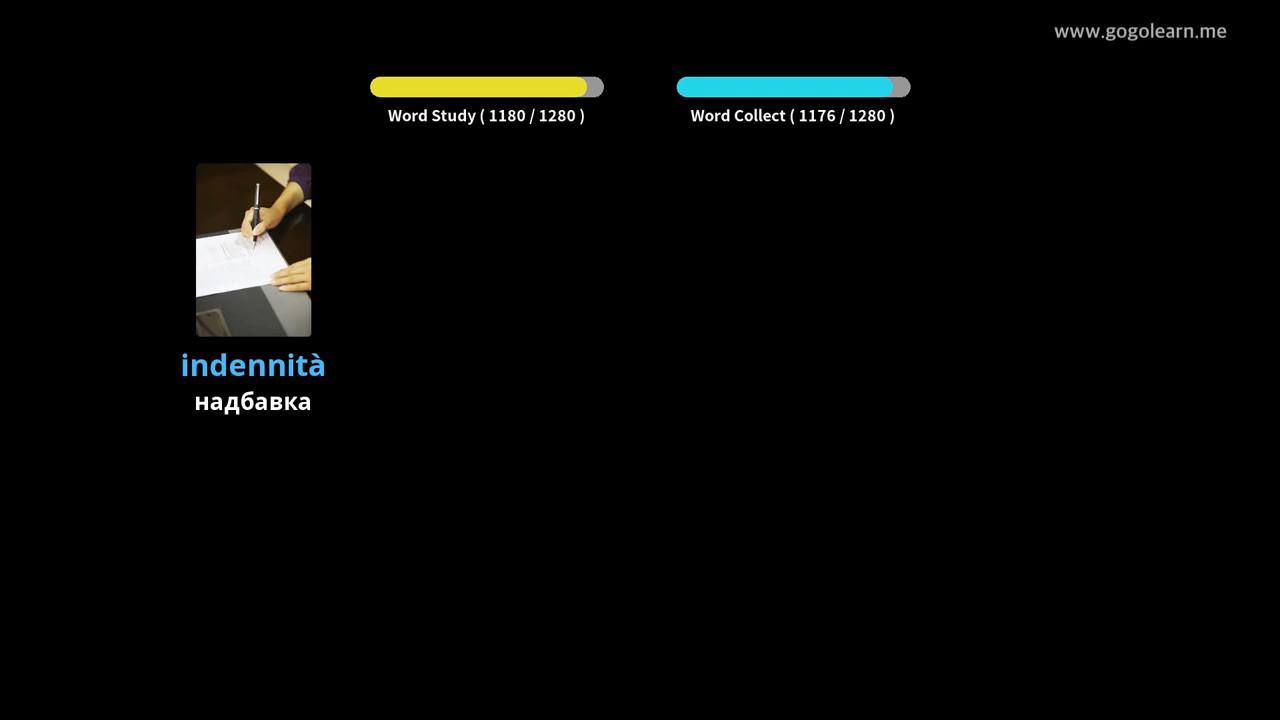 www.gogolearn.me
Word Study ( 1180 / 1280 )
Word Collect ( 1176 / 1280 )
indennità
надбавка